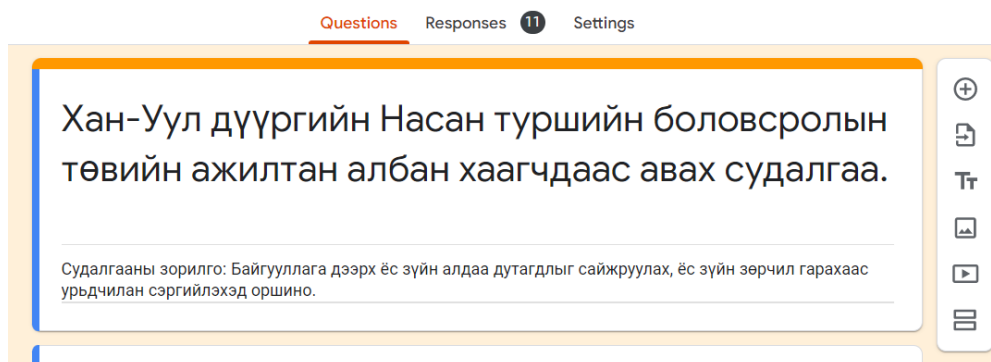 Questions Responses 11 Settings
Хан-Уул дүүргийн Насан туршийн боловсролын
төвийн ажилтан албан хаагчдаас авах судалгаа.
Судалгааны зорилго: Байгууллага дээрх ёс зүйн алдаа дутагдлыг сайжруулах, ёс зүйн зөрчил гарахаас
урьдчилан сэргийлэхэд оршино.
Тт